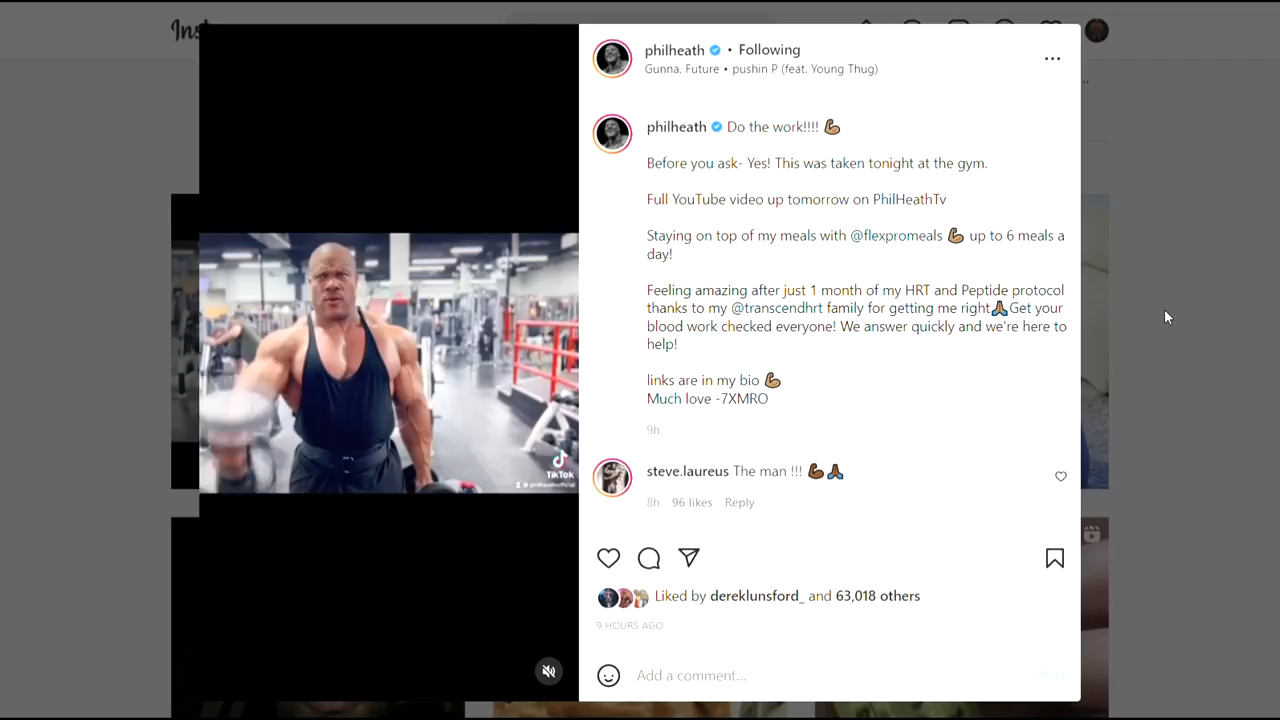 Inst
philheath • Following
Gunna, Future • pushin P (feat. Young Thug)
philheath Do the work!!!! 💪🏽
Before you ask- Yes! This was taken tonight at the gym.
Full YouTube video up tomorrow on PhilHeathTv
Staying on top of my meals with @flexpromeals 💪🏽 up to 6 meals a
day!
Feeling amazing after just 1 month of my HRT and Peptide protocol
thanks to my @transcendhrt family for getting me right🙏🏽Get your
blood work checked everyone! We answer quickly and we're here to
help!
links are in my bio 💪🏽
Much love -7XMRO
9h
steve.laureus The man !!! 💪🏾🙏🏾
8h 96 likes Reply
TikTok
@philheathofficial
Liked by dereklunsford_ and 63,018 others
9 HOURS AGO
Add a comment...